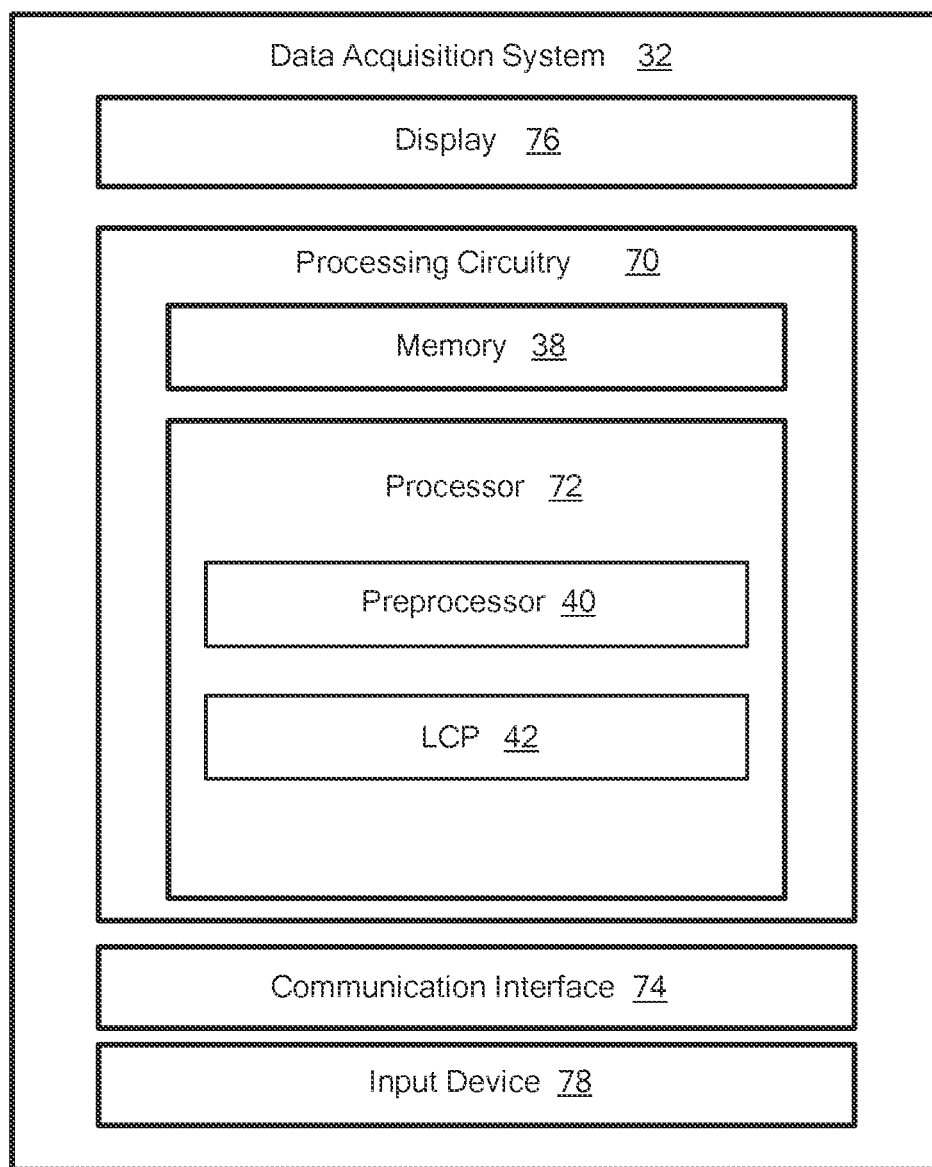 Data Acquisition System 32
Display 76
Processing Circuitry 70
Memory 38
Processor 72
Preprocessor 40
LCP 42
Communication Interface 74
Input Device 78